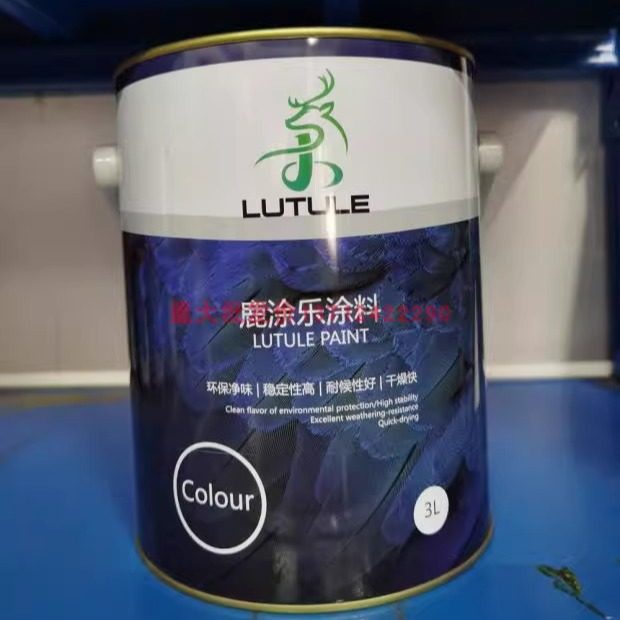 LUTULE
鹿涂乐涂料
LUTULE PAINT
环保净味 | 稳定性高 | 耐候性好 | 干燥快
Clean flavor of environmental protection/High stability
Excellent weathering-resistance
Quick-drying
Colour
3L